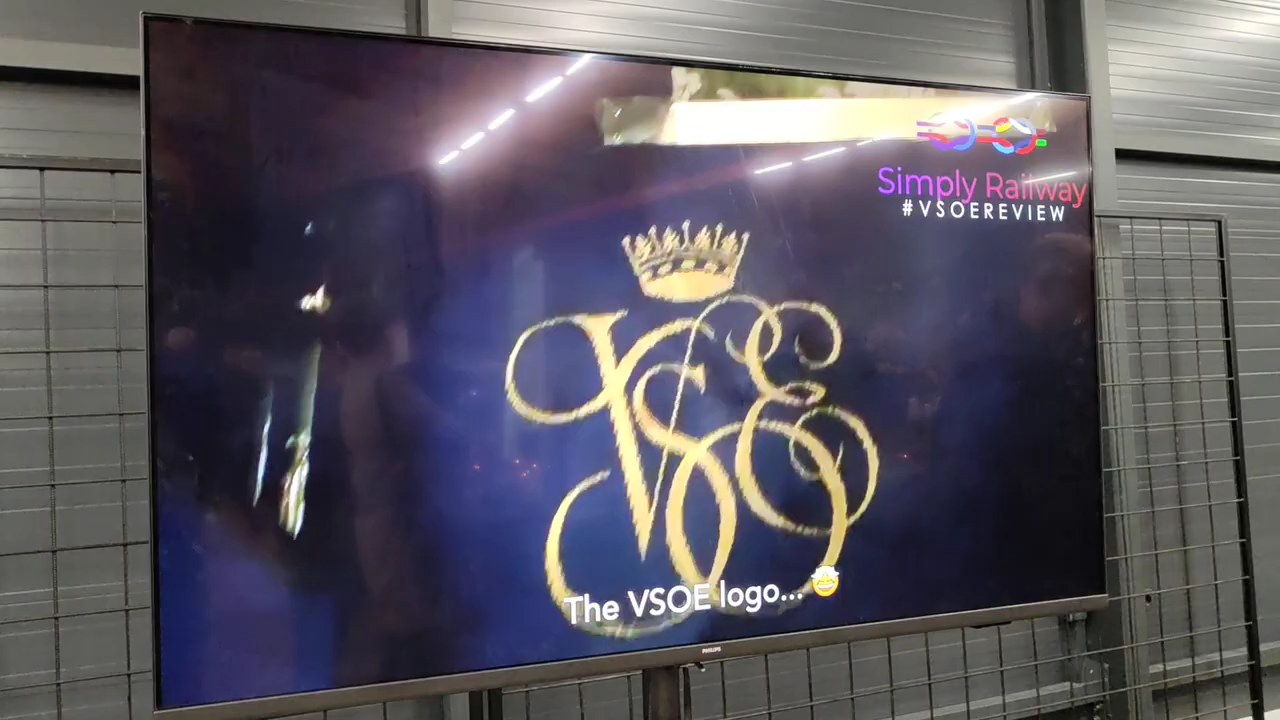 Simply Railway
#VSOEREVIEW
VSOE
The VSOE logo...
PHILIPS